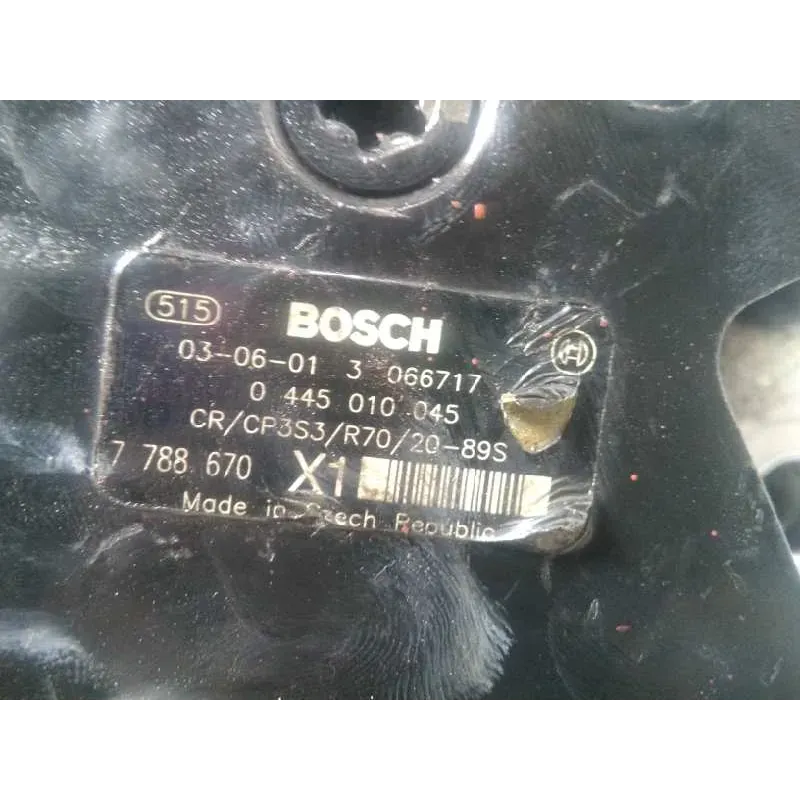 515 BOSCH
03-06-01 3 066717
0 445 010 045
CR/CP3S3/R70/20-89S
7 788 670 X1
Made in Czech Republic